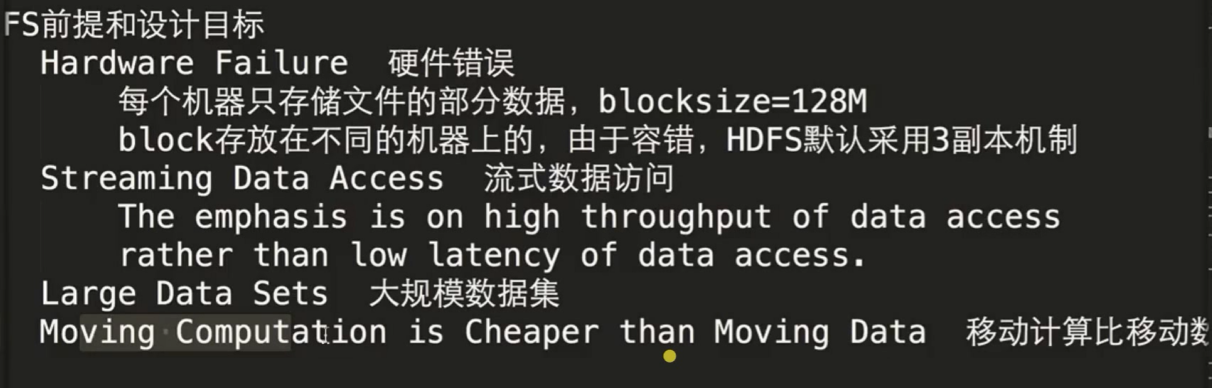 FS前提和设计目标
Hardware Failure 硬件错误
每个机器只存储文件的部分数据，blocksize=128M
block存放在不同的机器上的，由于容错，HDFS默认采用3副本机制
Streaming Data Access 流式数据访问
The emphasis is on high throughput of data access
rather than low latency of data access.
Large Data Sets 大规模数据集
Moving Computation is Cheaper than Moving Data 移动计算比移动数